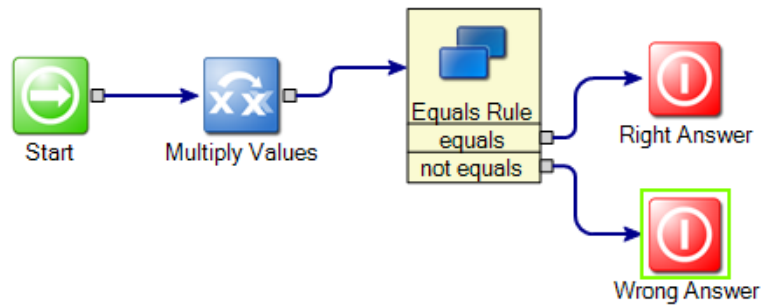 Start
Multiply Values
Equals Rule
equals
not equals
Right Answer
Wrong Answer